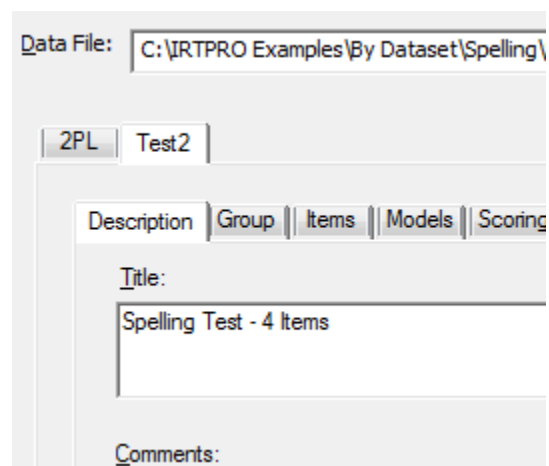 Data File: C:\IRTPRO Examples\By Dataset\Spelling\
2PL Test2
Description Group Items Models Scoring
Title:
Spelling Test - 4 Items
Comments: